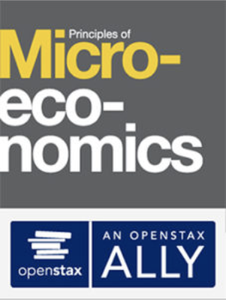 Principles of
Micro-
eco-
nomics
openstax
AN OPENSTAX
ALLY